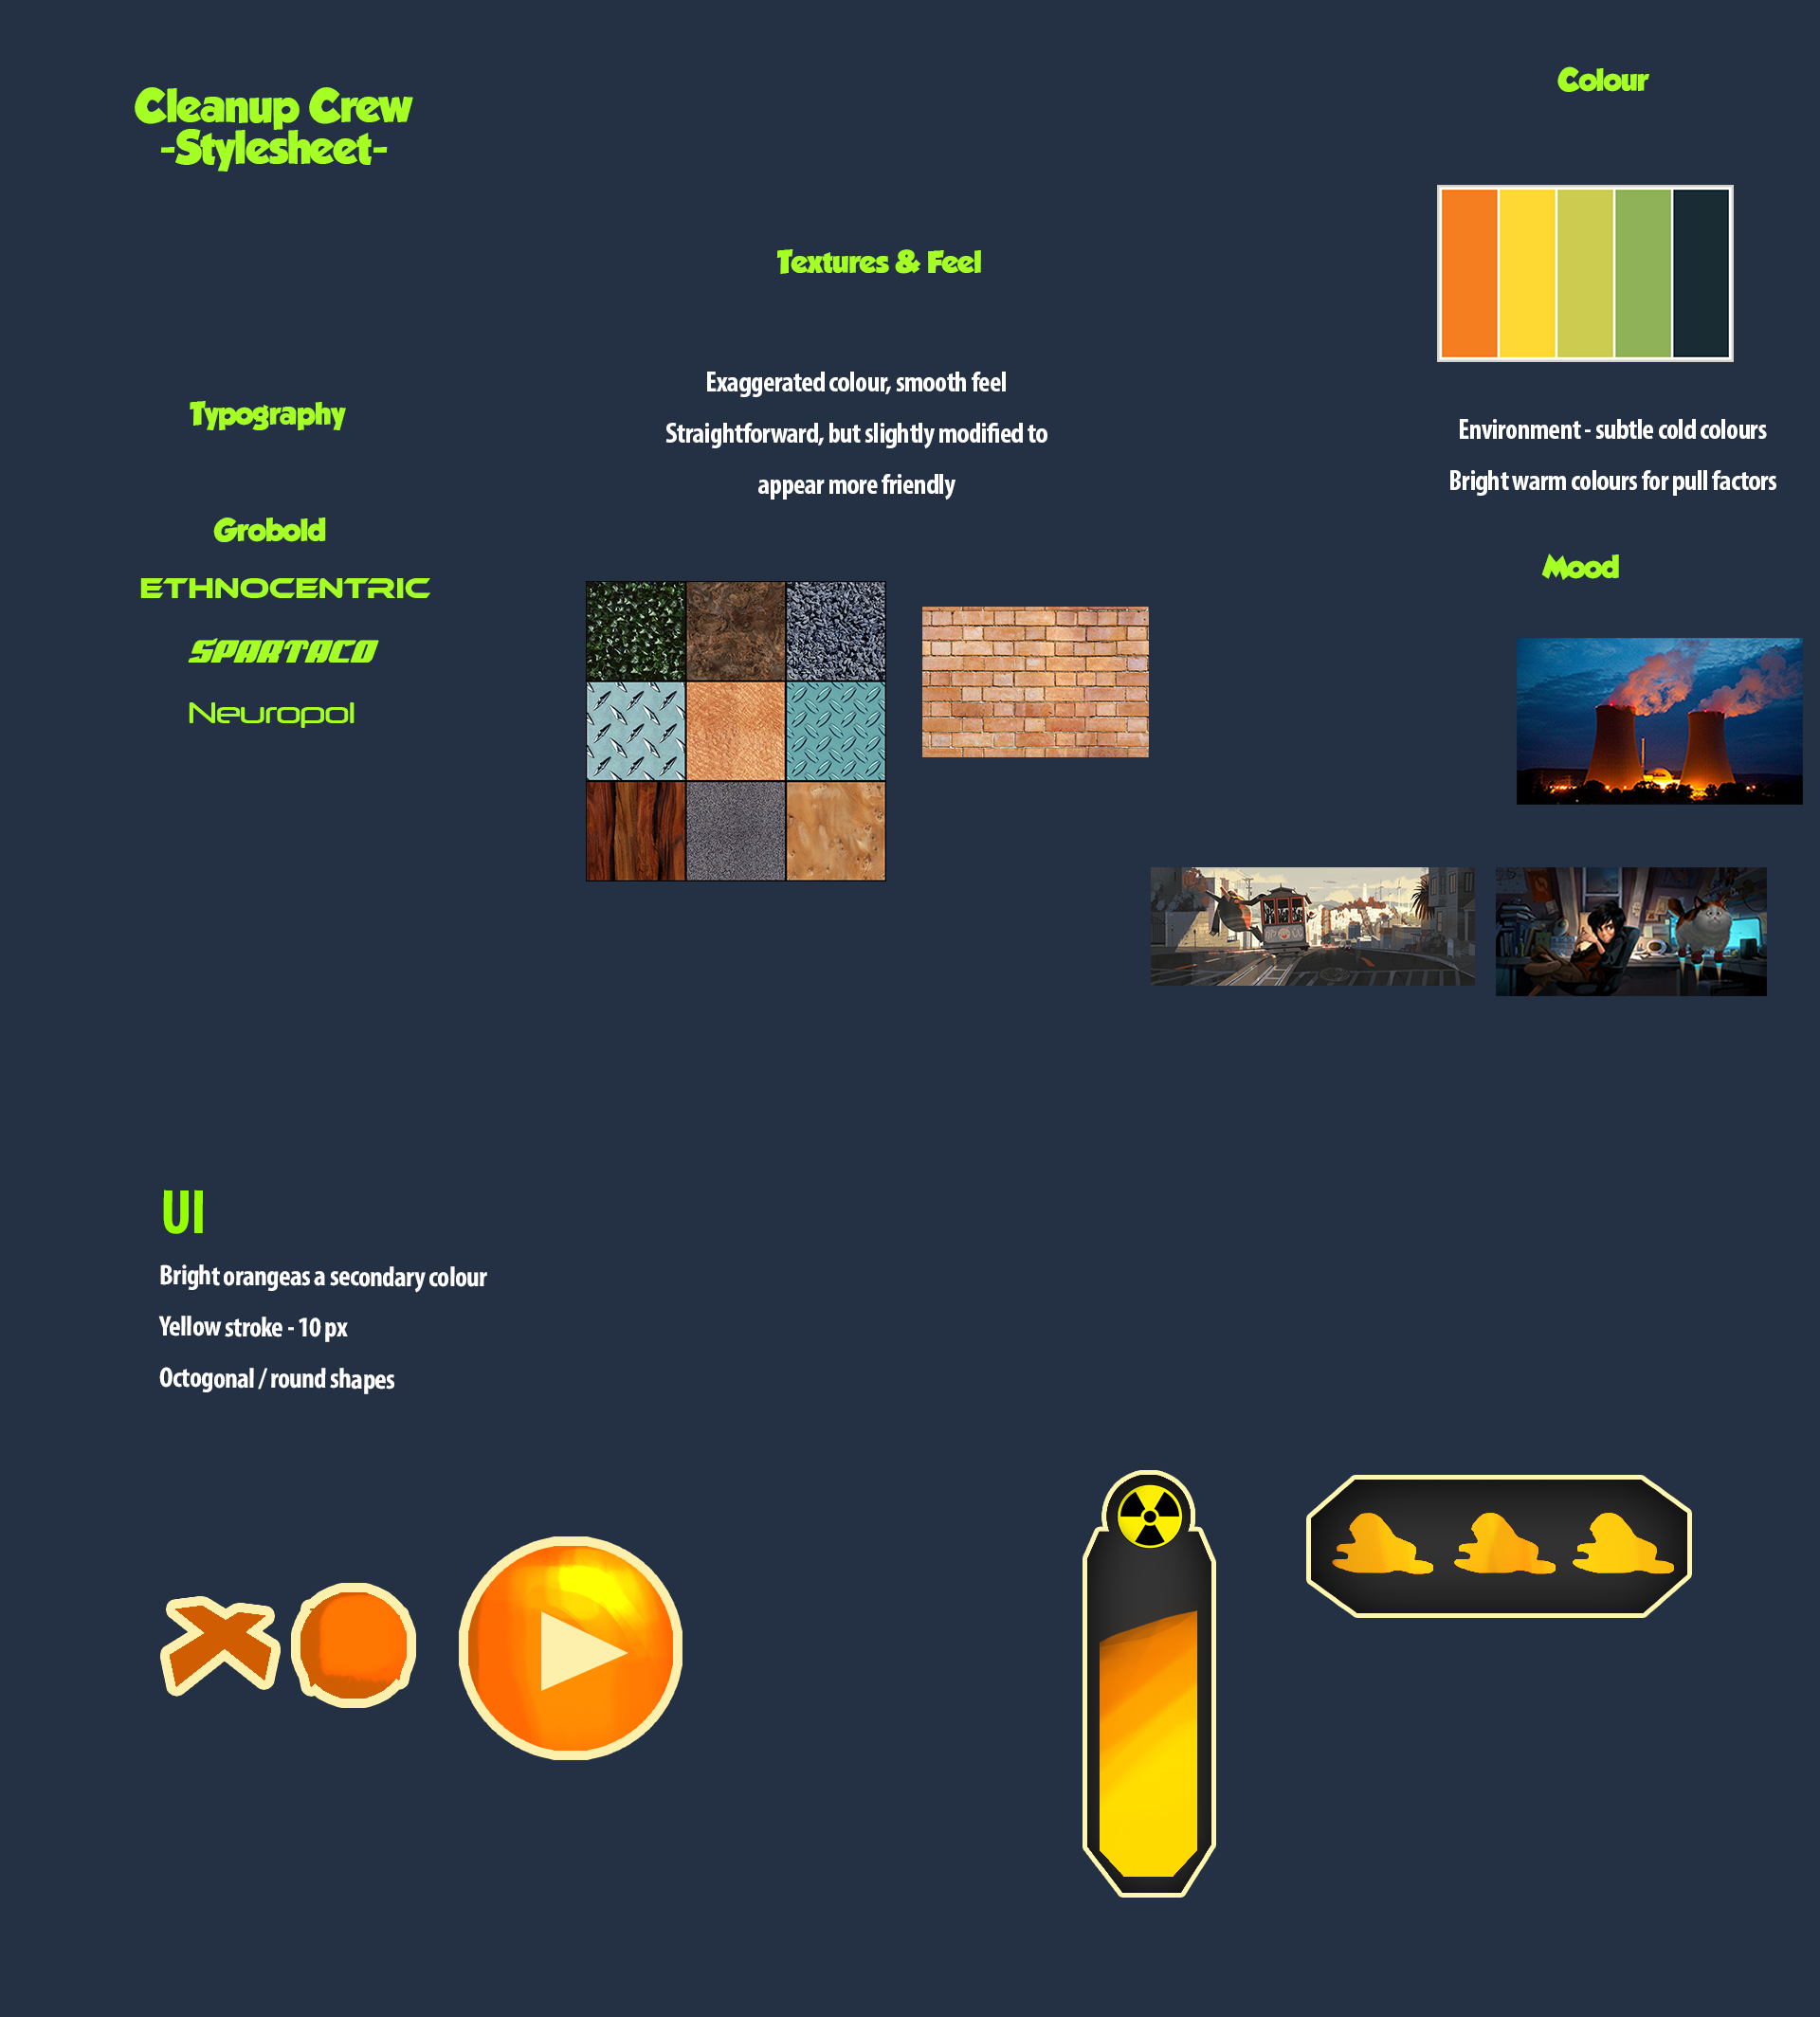 Cleanup Crew
-Stylesheet-
Typography
Grobold
ETHNOCENTRIC
SPARTACO
Neuropol
Textures & Feel
Exaggerated colour, smooth feel
Straightforward, but slightly modified to
appear more friendly
Colour
Environment - subtle cold colours
Bright warm colours for pull factors
Mood
UI
Bright orangeas a secondary colour
Yellow stroke - 10 px
Octogonal / round shapes